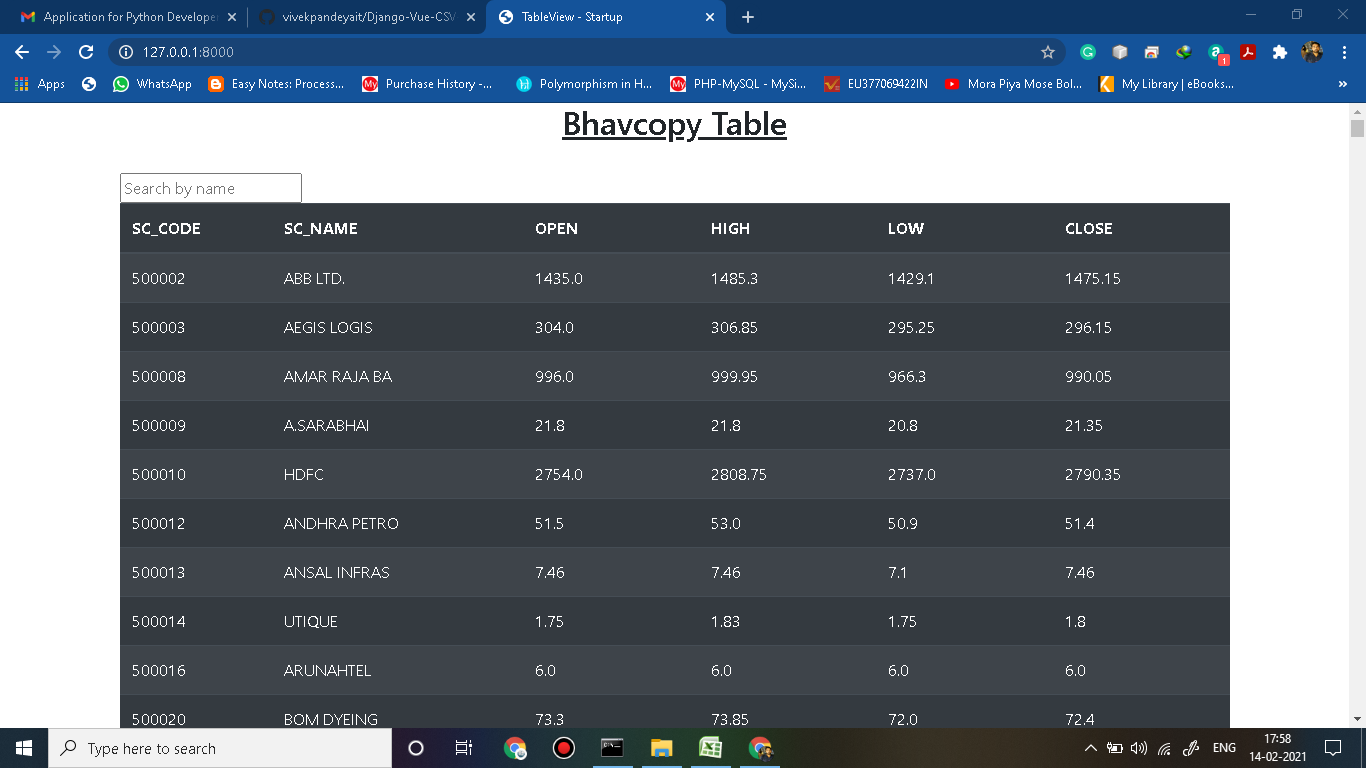 Application for Python Develope
vivekpandeyait/Django-Vue-CSV
TableView - Startup
127.0.0.1:8000
1
Apps
WhatsApp
Easy Notes: Process...
My Purchase History -...
Polymorphism in H...
My PHP-MySQL - MySi...
EU377069422IN
Mora Piya Mose Bol...
My Library | eBooks...
»
Bhavcopy Table
Search by name
SC_CODE SC_NAME OPEN HIGH LOW CLOSE
500002 ABB LTD. 1435.0 1485.3 1429.1 1475.15
500003 AEGIS LOGIS 304.0 306.85 295.25 296.15
500008 AMAR RAJA BA 996.0 999.95 966.3 990.05
500009 A.SARABHAI 21.8 21.8 20.8 21.35
500010 HDFC 2754.0 2808.75 2737.0 2790.35
500012 ANDHRA PETRO 51.5 53.0 50.9 51.4
500013 ANSAL INFRAS 7.46 7.46 7.1 7.46
500014 UTIQUE 1.75 1.83 1.75 1.8
500016 ARUNAHTEL 6.0 6.0 6.0 6.0
500020 BOM DYEING 73.3 73.85 72.0 72.4
Type here to search
ENG
17:58
14-02-2021